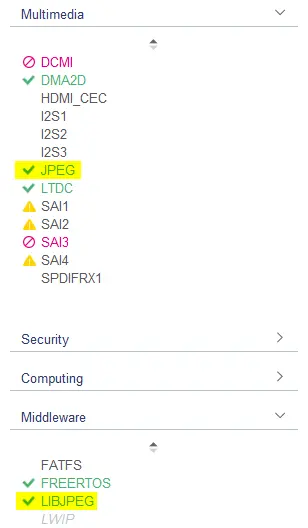 Multimedia
DCMI
DMA2D
HDMI_CEC
I2S1
I2S2
I2S3
JPEG
LTDC
SAI1
SAI2
SAI3
SAI4
SPDIFRX1
Security
Computing
Middleware
FATFS
FREERTOS
LIBJPEG
LWIP